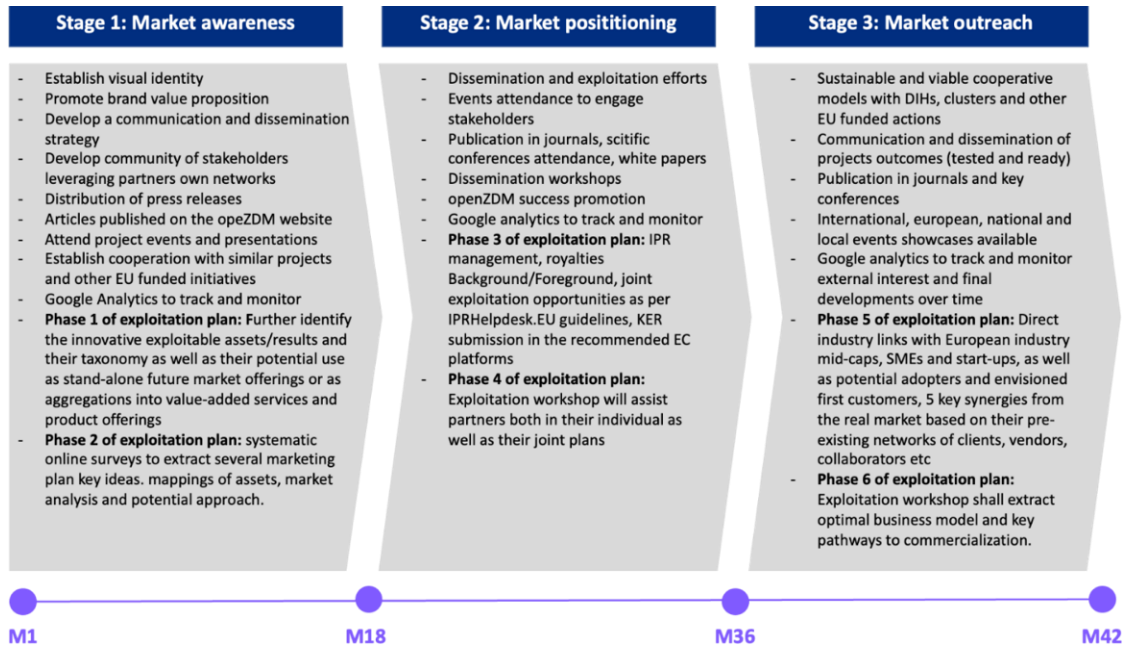 Stage 1: Market awareness
- Establish visual identity
- Promote brand value proposition
- Develop a communication and dissemination
strategy
- Develop community of stakeholders
leveraging partners own networks
- Distribution of press releases
- Articles published on the opeZDM website
- Attend project events and presentations
- Establish cooperation with similar projects
and other EU funded initiatives
- Google Analytics to track and monitor
- Phase 1 of exploitation plan: Further identify
the innovative exploitable assets/results and
their taxonomy as well as their potential use
as stand-alone future market offerings or as
aggregations into value-added services and
product offerings
- Phase 2 of exploitation plan: systematic
online surveys to extract several marketing
plan key ideas. mappings of assets, market
analysis and potential approach.
Stage 2: Market posititioning
- Dissemination and exploitation efforts
- Events attendance to engage
stakeholders
- Publication in journals, scitific
conferences attendance, white papers
- Dissemination workshops
- openZDM success promotion
- Google analytics to track and monitor
- Phase 3 of exploitation plan: IPR
management, royalties
Background/Foreground, joint
exploitation opportunities as per
IPRHelpdesk.EU guidelines, KER
submission in the recommended EC
platforms
- Phase 4 of exploitation plan:
Exploitation workshop will assist
partners both in their individual as
well as their joint plans
Stage 3: Market outreach
- Sustainable and viable cooperative
models with DIHs, clusters and other
EU funded actions
- Communication and dissemination of
projects outcomes (tested and ready)
- Publication in journals and key
conferences
- International, european, national and
local events showcases available
- Google analytics to track and monitor
external interest and final
developments over time
- Phase 5 of exploitation plan: Direct
industry links with European industry
mid-caps, SMEs and start-ups, as well
as potential adopters and envisioned
first customers, 5 key synergies from
the real market based on their pre-
existing networks of clients, vendors,
collaborators etc
- Phase 6 of exploitation plan:
Exploitation workshop shall extract
optimal business model and key
pathways to commercialization.
M1
M18
M36
M42